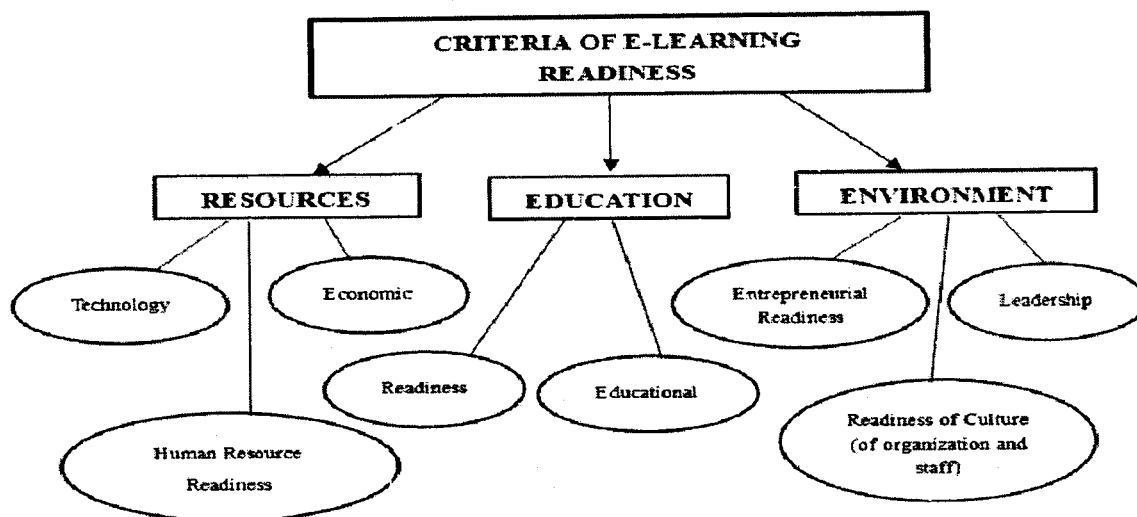 CRITERIA OF E-LEARNING
READINESS
RESOURCES
EDUCATION
ENVIRONMENT
Technology
Economic
Entrepreneurial
Readiness
Leadership
Readiness
Educational
Human Resource
Readiness
Readiness of Culture
(of organization and
staff)